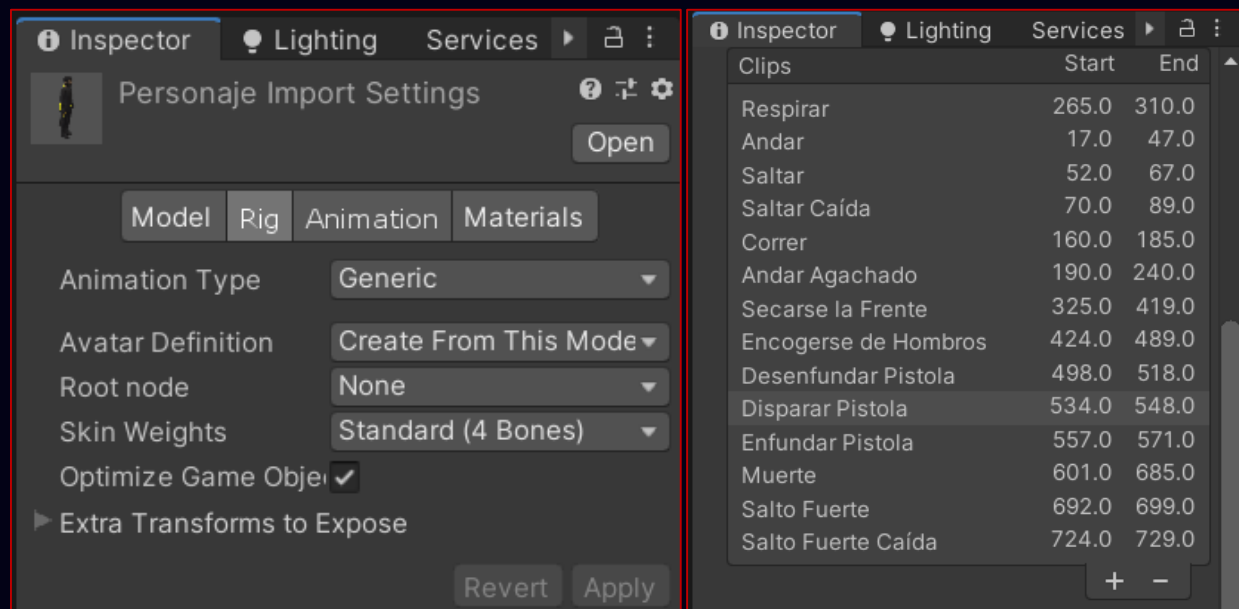 Inspector Lighting Services
Personaje Import Settings
Open
Model Rig Animation Materials
Animation Type Generic
Avatar Definition Create From This Mode
Root node None
Skin Weights Standard (4 Bones)
Optimize Game Obje
Extra Transforms to Expose
Revert Apply
Inspector Lighting Services
Clips Start End
Respirar 265.0 310.0
Andar 17.0 47.0
Saltar 52.0 67.0
Saltar Caída 70.0 89.0
Correr 160.0 185.0
Andar Agachado 190.0 240.0
Secarse la Frente 325.0 419.0
Encogerse de Hombros 424.0 489.0
Desenfundar Pistola 498.0 518.0
Disparar Pistola 534.0 548.0
Enfundar Pistola 557.0 571.0
Muerte 601.0 685.0
Salto Fuerte 692.0 699.0
Salto Fuerte Caída 724.0 729.0
+ −